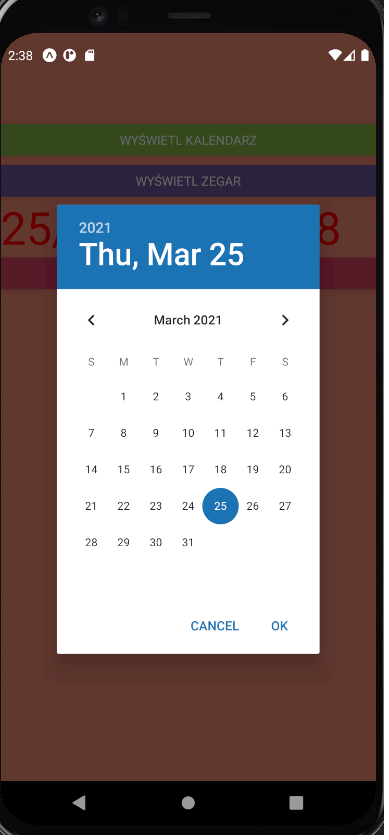 2:38
WYŚWIETL KALENDARZ
WYŚWIETL ZEGAR
25/ 8
2021
Thu, Mar 25
March 2021
S M T W T F S
1 2 3 4 5 6
7 8 9 10 11 12 13
14 15 16 17 18 19 20
21 22 23 24 25 26 27
28 29 30 31
CANCEL OK